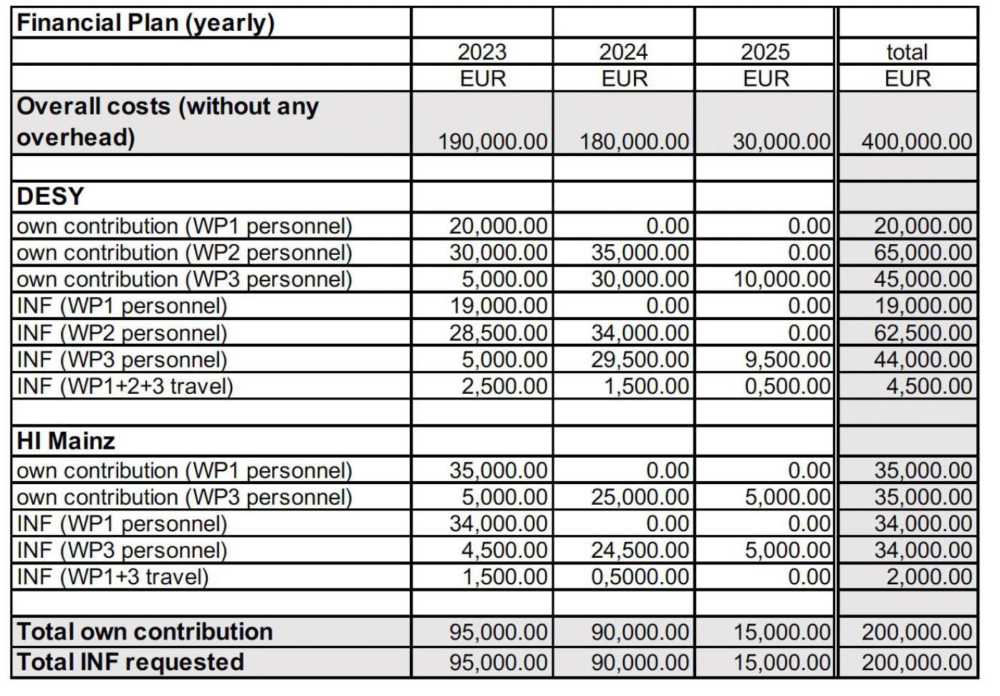 Financial Plan (yearly)
2023 2024 2025 total
EUR EUR EUR EUR
Overall costs (without any
overhead) 190,000.00 180,000.00 30,000.00 400,000.00
DESY
own contribution (WP1 personnel) 20,000.00 0.00 0.00 20,000.00
own contribution (WP2 personnel) 30,000.00 35,000.00 0.00 65,000.00
own contribution (WP3 personnel) 5,000.00 30,000.00 10,000.00 45,000.00
INF (WP1 personnel) 19,000.00 0.00 0.00 19,000.00
INF (WP2 personnel) 28,500.00 34,000.00 0.00 62,500.00
INF (WP3 personnel) 5,000.00 29,500.00 9,500.00 44,000.00
INF (WP1+2+3 travel) 2,500.00 1,500.00 0,500.00 4,500.00
HI Mainz
own contribution (WP1 personnel) 35,000.00 0.00 0.00 35,000.00
own contribution (WP3 personnel) 5,000.00 25,000.00 5,000.00 35,000.00
INF (WP1 personnel) 34,000.00 0.00 0.00 34,000.00
INF (WP3 personnel) 4,500.00 24,500.00 5,000.00 34,000.00
INF (WP1+3 travel) 1,500.00 0,5000.00 0.00 2,000.00
Total own contribution 95,000.00 90,000.00 15,000.00 200,000.00
Total INF requested 95,000.00 90,000.00 15,000.00 200,000.00